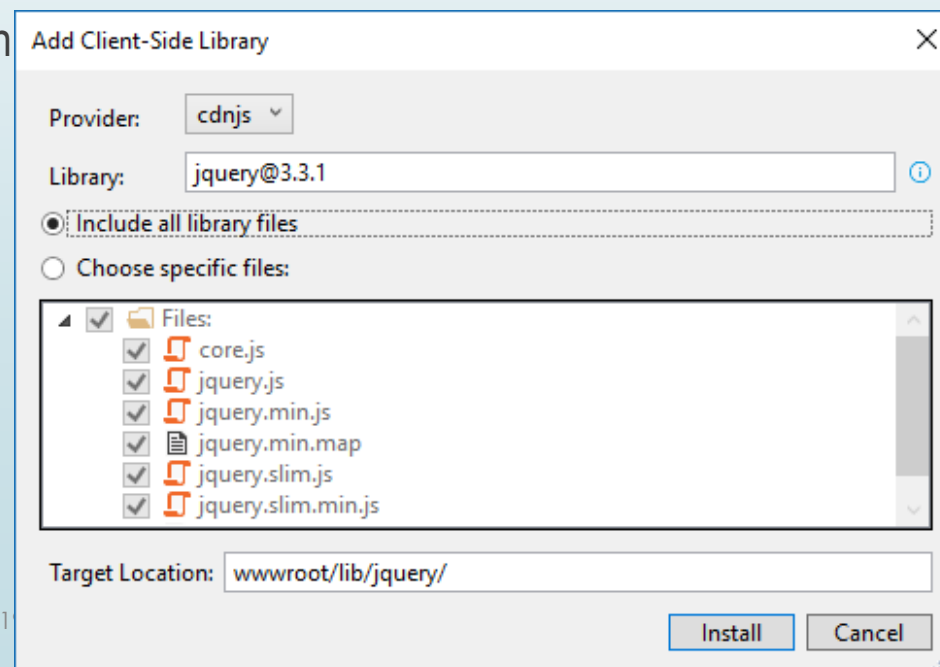 Add Client-Side Library
Provider: cdnjs
Library: jquery@3.3.1
Include all library files
Choose specific files:
Files:
core.js
jquery.js
jquery.min.js
jquery.min.map
jquery.slim.js
jquery.slim.min.js
Target Location: wwwroot/lib/jquery/
Install Cancel